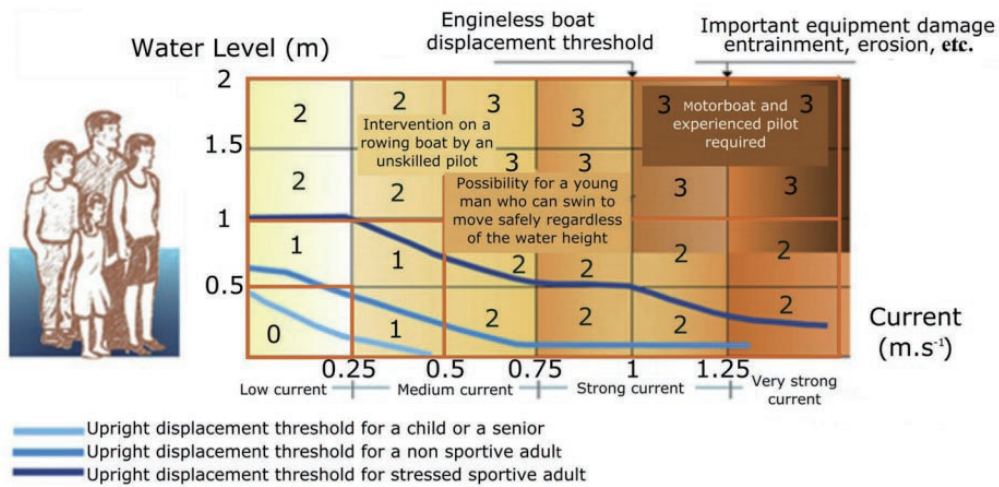 Engineless boat
displacement threshold
Important equipment damage
entrainment, erosion, etc.
Water Level (m)
2
2 2 3 3 3 Motorboat and 3
experienced pilot
required
Intervention on a
rowing boat by an
unskilled pilot
1.5
3 3
2 2 3 3
Possibility for a young
man who can swin to
move safely regardless
of the water height
1
1 1 2 2 2 2
0.5
0 1 2 2 2 2
Current
(m.s⁻¹)
0.25 0.5 0.75 1 1.25
Low current Medium current Strong current Very strong
current
Upright displacement threshold for a child or a senior
Upright displacement threshold for a non sportive adult
Upright displacement threshold for stressed sportive adult